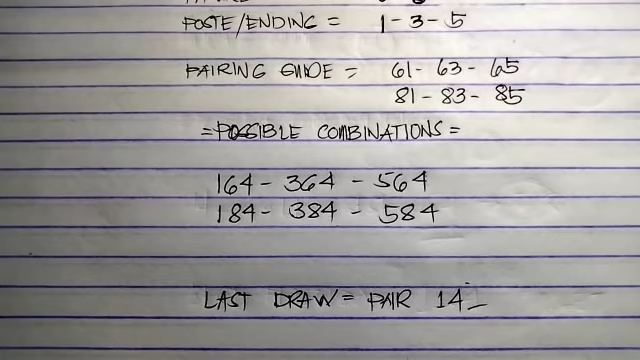 POSTE/ENDING = 1 - 3 - 5
PAIRING GUIDE = 61 - 63 - 65
81 - 83 - 85
= POSSIBLE COMBINATIONS =
164 - 364 - 564
184 - 384 - 584
LAST DRAW = PAIR 14_